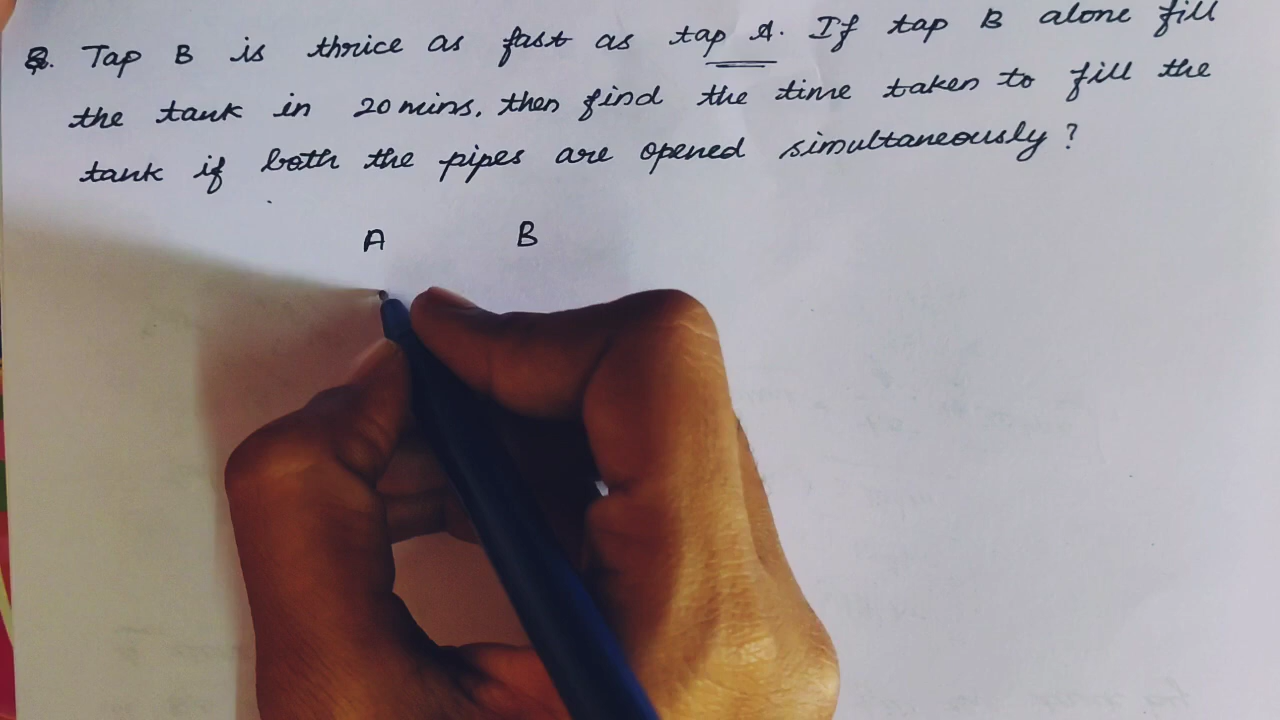 Q. Tap B is thrice as fast as tap A. If tap B alone fill
the tank in 20 mins, then find the time taken to fill the
tank if both the pipes are opened simultaneously?
A B